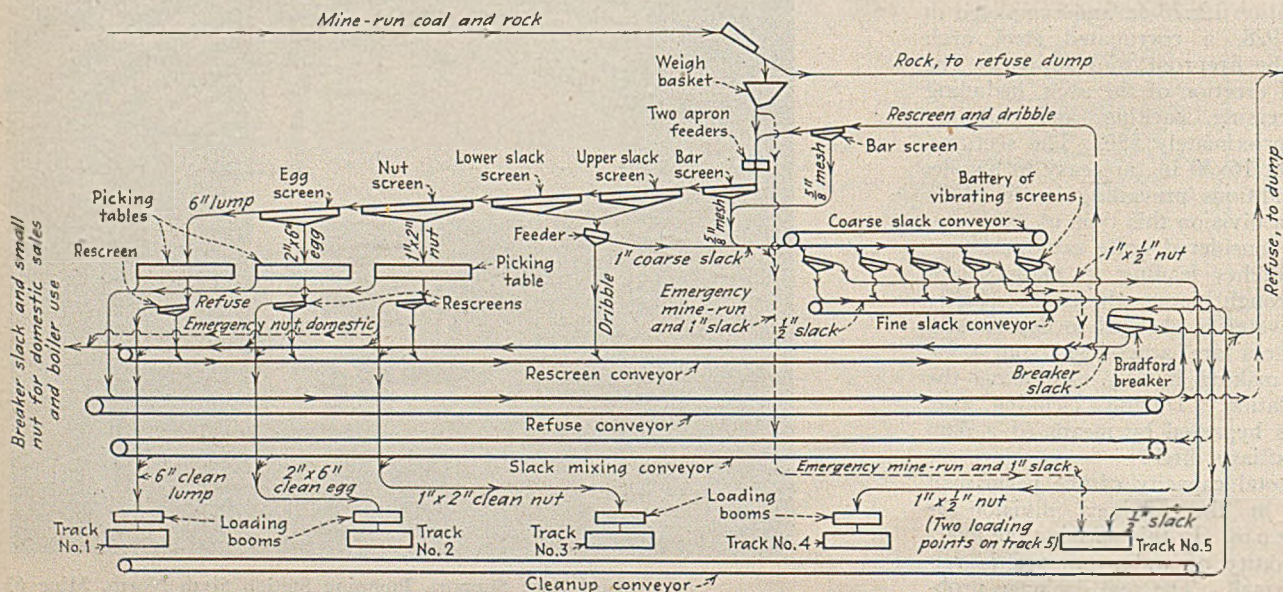 Mine-run coal and rock
Weigh
basket
Rock, to refuse dump
Two apron
feeders
Rescreen and dribble
Bar screen
Lower slack
screen
Upper slack
screen
Bar
screen
Nut
screen
Egg
screen
5/8" mesh
5/8" mesh
Battery of
vibrating screens
Refuse, to dump
Picking
tables
6" lump
2"x6"
egg
1"x2"
nut
Feeder
Coarse slack conveyor
1" coarse slack
1"x 1/2" nut
Rescreen
Picking
table
Refuse
Rescreens
Dribble
Emergency
mine-run
and 1" slack
1/2" slack
Fine slack conveyor
Emergency nut, domestic
Breaker slack and small
nut for domestic sales
and boiler use
Rescreen conveyor
Breaker
slack
Bradford
breaker
Refuse conveyor
Slack mixing conveyor
Emergency mine-run and 1" slack
6" clean
lump
2"x6"
clean egg
1"x2" clean nut
1"x 1/2" nut
(Two loading
points on track 5)
1/2" slack
Loading
booms
Loading
booms
Track
No.1
Track
No.2
Track
No.3
Track No.4
Track No.5
Cleanup conveyor